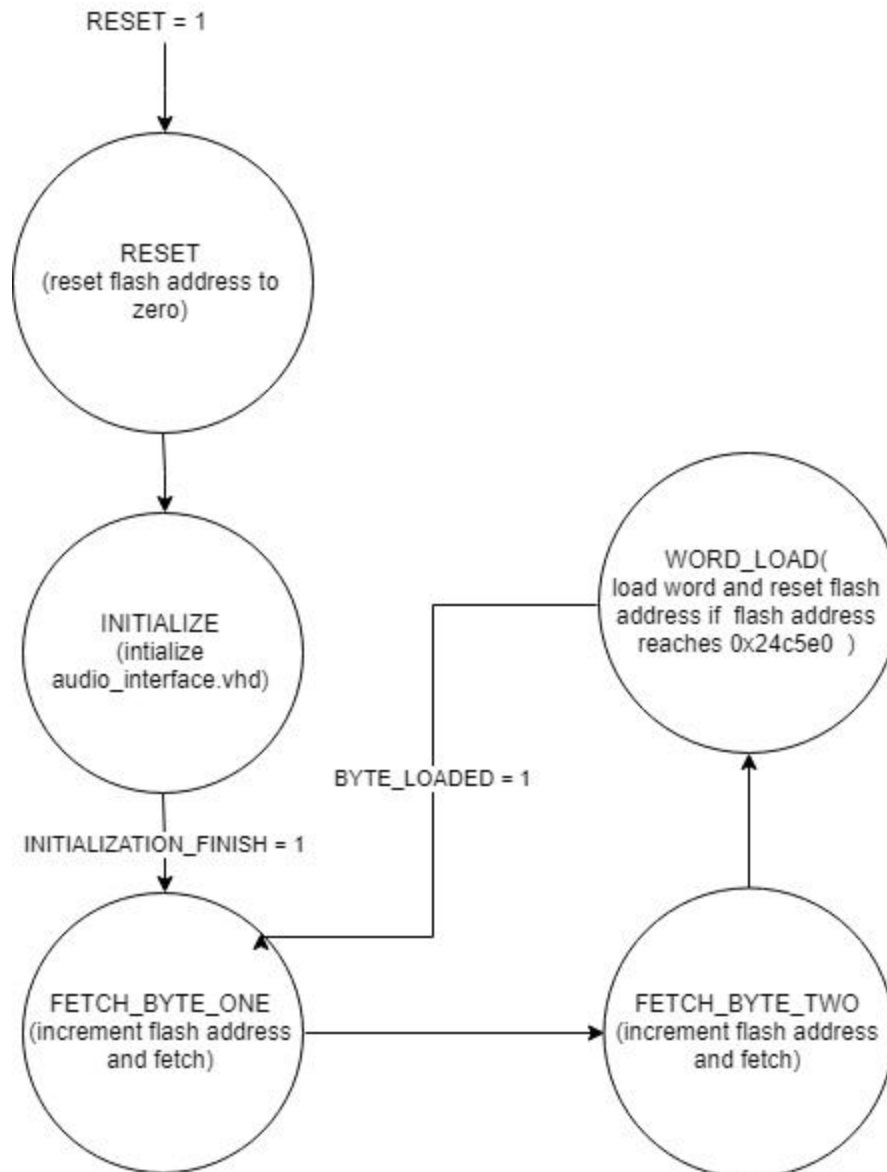 RESET = 1
RESET
(reset flash address to
zero)
INITIALIZE
(intialize
audio_interface.vhd)
WORD_LOAD(
load word and reset flash
address if  flash address
reaches 0x24c5e0  )
BYTE_LOADED = 1
INITIALIZATION_FINISH = 1
FETCH_BYTE_ONE
(increment flash address
and fetch)
FETCH_BYTE_TWO
(increment flash address
and fetch)